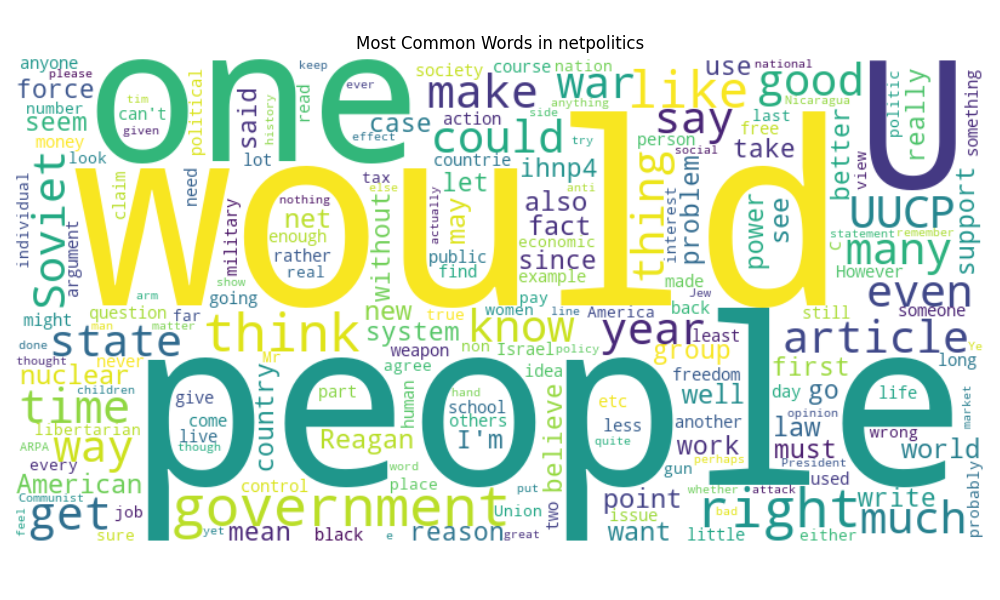 Most Common Words in netpolitics
anyone
please
force
number
seem
money
look
tim
can't
given
one
political
said
history
lot
keep
read
ever
effect
case
society
course
nation
make
action
could
countrie
war
anything
side
try
like
say
person
social
use
national
good
Nicaragua
last
free
take
better
view
U
politic
really
something
individual
Soviet
argument
claim
need
military
would
nothing
net
enough
rather
real
show
going
tax
else
without
actually
let
may
public
find
ihnp4
also
fact
since
economic
example
anti
thing
interest
problem
power
see
made
Jew
back
C
statement
remember
UUCP
many
However
support
even
someone
might
arm
question
far
man
matter
done
state
thought
never
nuclear
children
think
Mr
new
true
system
weapon
non
agree
women
pay
line
know
Israel
policy
America
year
least
group
still
article
Ye
long
first
idea
freedom
time
libertarian
ARPA
way
every
American
Communist
get
feel
job
sure
people
give
come
live
though
country
part
Reagan
human
hand
school
others
I'm
believe
etc
less
quite
well
another
work
gun
perhaps
day
go
opinion
law
must
President
used
life
wrong
market
world
probably
control
place
word
government
yet
mean
black
e
reason
great
Union
put
two
point
issue
want
whether
attack
right
bad
little
either
write
much